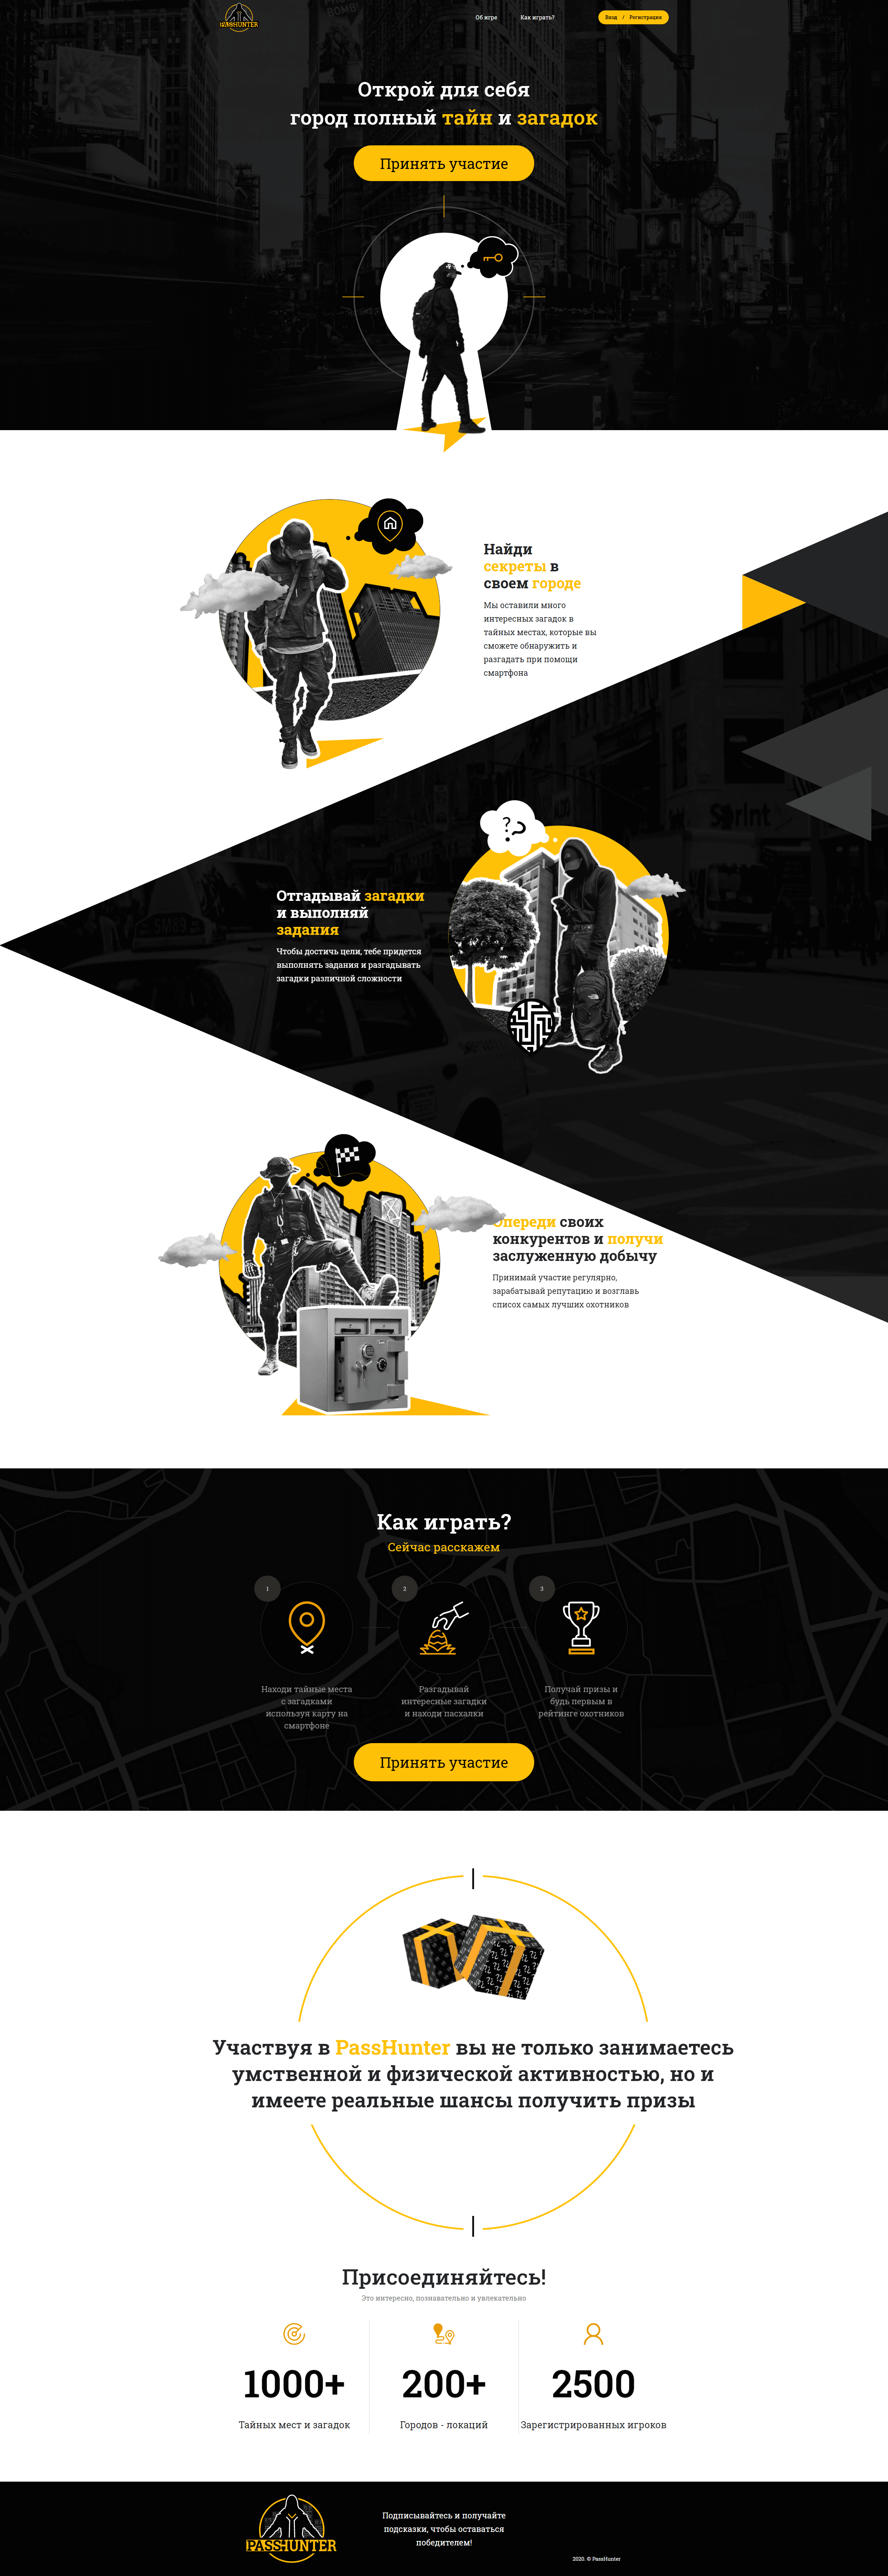 PASSHUNTER
Об игре
Как играть?
Вход / Регистрация
Открой для себя
город полный тайн и загадок
Принять участие
Найди
секреты в
своем городе
Мы оставили много
интересных загадок в
тайных местах, которые вы
сможете обнаружить и
разгадать при помощи
смартфона
Sprint
Отгадывай загадки
и выполняй
задания
Чтобы достичь цели, тебе придется
выполнять задания и разгадывать
загадки различной сложности
Опереди своих
конкурентов и получи
заслуженную добычу
Принимай участие регулярно,
зарабатывай репутацию и возглавь
список самых лучших охотников
Как играть?
Сейчас расскажем
1
2
3
Находи тайные места
с загадками
используя карту на
смартфоне
Разгадывай
интересные загадки
и находи пасхалки
Получай призы и
будь первым в
рейтинге охотников
Принять участие
Участвуя в PassHunter вы не только занимаетесь
умственной и физической активностью, но и
имеете реальные шансы получить призы
Присоединяйтесь!
Это интересно, познавательно и увлекательно
1000+
Тайных мест и загадок
200+
Городов - локаций
2500
Зарегистрированных игроков
PASSHUNTER
Подписывайтесь и получайте
подсказки, чтобы оставаться
победителем!
2020. © PassHunter